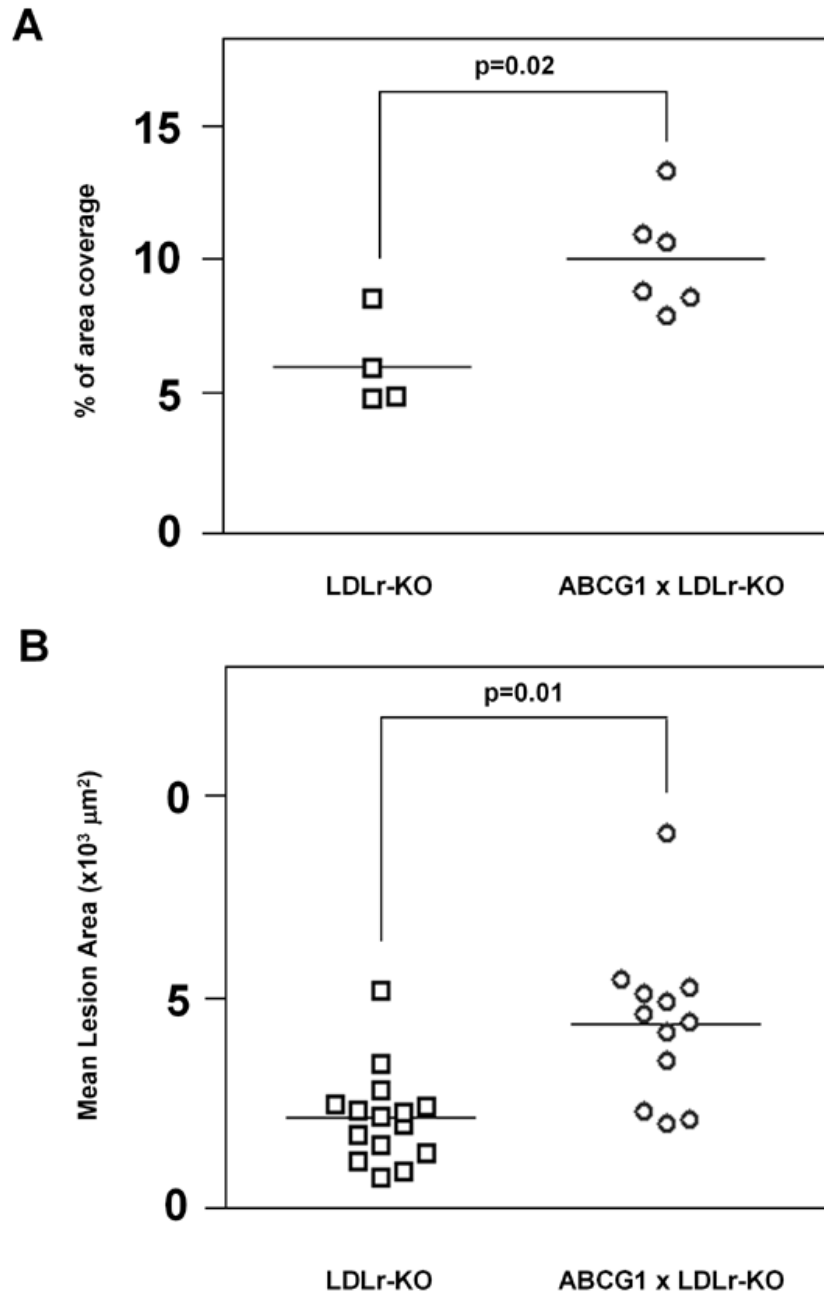 A
p=0.02
15
10
5
0
% of area coverage
LDLr-KO ABCG1 x LDLr-KO
B
p=0.01
0
5
0
Mean Lesion Area (x10³ μm²)
LDLr-KO ABCG1 x LDLr-KO